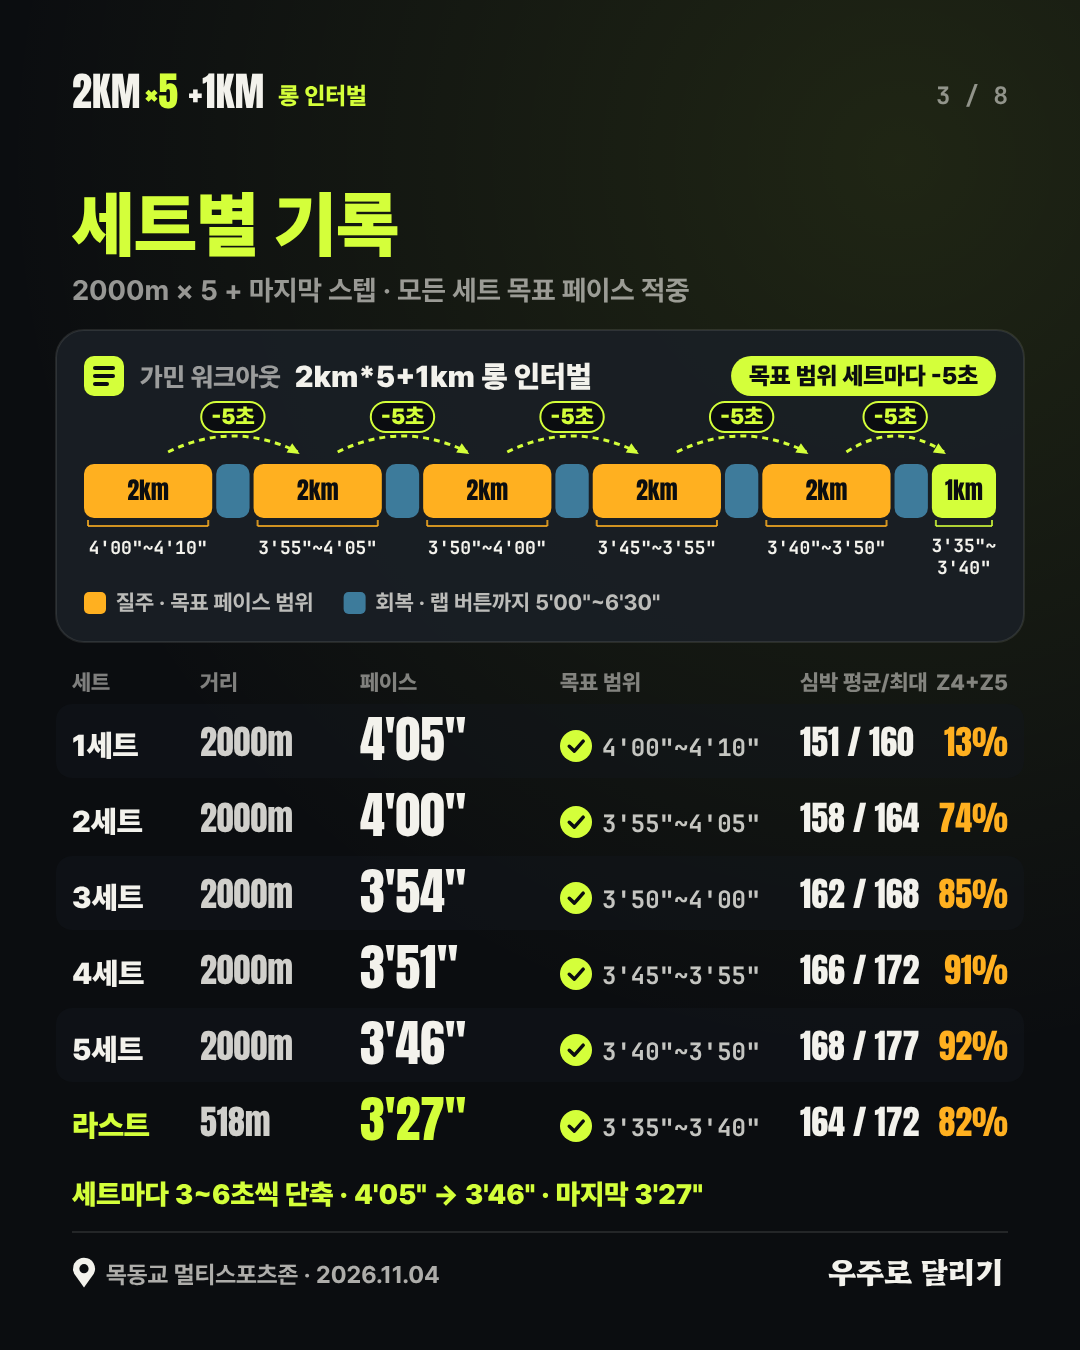 2KM×5 +1KM 롱 인터벌
3 / 8
세트별 기록
2000m × 5 + 마지막 스텝 · 모든 세트 목표 페이스 적중
가민 워크아웃 2km*5+1km 롱 인터벌
목표 범위 세트마다 -5초
-5초 -5초 -5초 -5초 -5초
2km 2km 2km 2km 2km 1km
4'00"~4'10" 3'55"~4'05" 3'50"~4'00" 3'45"~3'55" 3'40"~3'50" 3'35"~
3'40"
질주 · 목표 페이스 범위 회복 · 랩 버튼까지 5'00"~6'30"
세트 거리 페이스 목표 범위 심박 평균/최대 Z4+Z5
1세트 2000m 4'05" 4'00"~4'10" 151 / 160 13%
2세트 2000m 4'00" 3'55"~4'05" 158 / 164 74%
3세트 2000m 3'54" 3'50"~4'00" 162 / 168 85%
4세트 2000m 3'51" 3'45"~3'55" 166 / 172 91%
5세트 2000m 3'46" 3'40"~3'50" 168 / 177 92%
라스트 518m 3'27" 3'35"~3'40" 164 / 172 82%
세트마다 3~6초씩 단축 · 4'05" → 3'46" · 마지막 3'27"
목동교 멀티스포츠존 · 2026.11.04
우주로 달리기